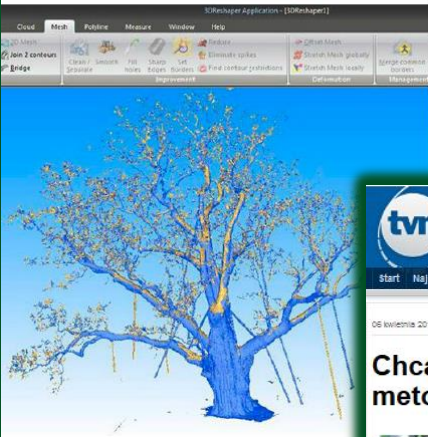 3DReshaper Application - [3DReshaper1]
Cloud Mesh Polyline Measure Window Help
3D Mesh
Join 2 contours
Bridge
Clean / Separate
Smooth
Fill Holes
Sharp Edges
Set Borders
Reduce
Eliminate spikes
Find contour restrictions
Improvement
Offset Mesh
Stretch Mesh globally
Stretch Mesh locally
Deformation
Merge common borders
Management
tvn
Start Naj
06 kwietnia 20
Chca
meto